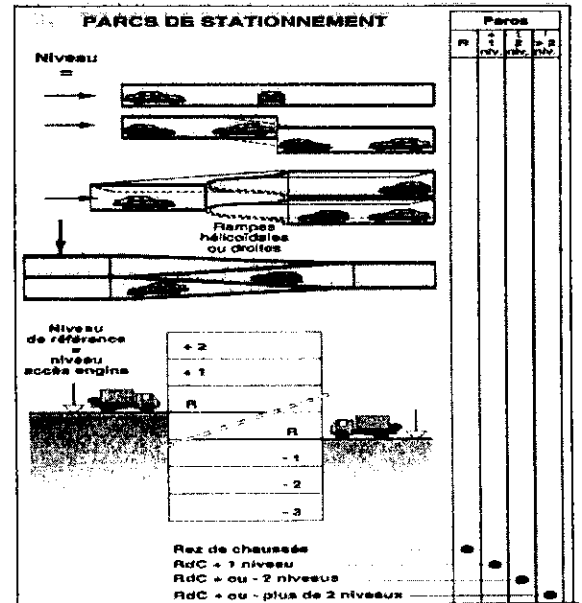 PARCS DE STATIONNEMENT
Parcs
R
+
1
niv.
2
niv.
> 2
niv.
Niveau
=
Rampes
hélicoïdales
ou droites
Niveau
de référence
=
niveau
accès engins
+ 2
+ 1
R
R
- 1
- 2
- 3
Rez de chaussée
RdC + 1 niveau
RdC + ou - 2 niveaus
RdC + ou - plus de 2 niveaux